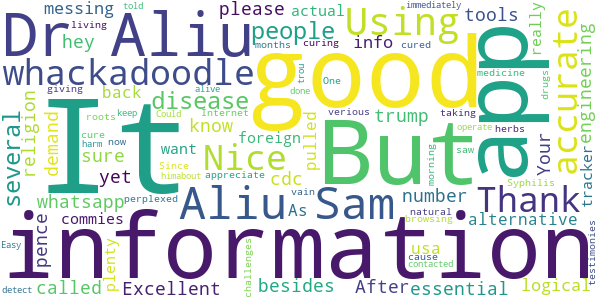 Dr Aliu
whackadoodle
It
good
But
app
information
Using
accurate
Nice
Thank
Aliu Sam
people
disease
several
religion
demand
engineering
tools
tracker
messing
please
actual
hey
info
really
living
told
months
curing
cured
immediately
trou
done
alive
giving
Could
Internet
medicine
One
drugs
back
roots
cure
harm
now
keep
sure
know
foreign
want
pulled
cdc
trump
verious
taking
herbs
operate
saw
morning
Your
yet
Since
himabout
appreciate
Syphilis
whatsapp
perplexed
As
vain
number
natural
browsing
alternative
commies
pence
usa
cause
contacted
testimonies
Easy
detect
called
plenty
Excellent
challenges
besides
After
essential
logical